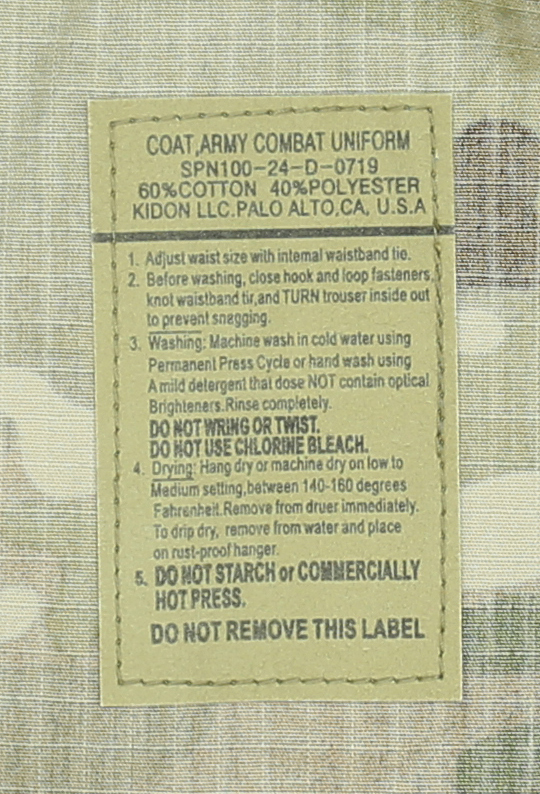 COAT,ARMY COMBAT UNIFORM
SPN100-24-D-0719
60%COTTON 40%POLYESTER
KIDON LLC.PALO ALTO,CA, U.S.A
1. Adjust waist size with internal waistband tie.
2. Before washing, close hook and loop fasteners,
knot waistband tir,and TURN trouser inside out
to prevent snagging.
3. Washing: Machine wash in cold water using
Permanent Press Cycle or hand wash using
A mild detergent that dose NOT contain optical
Brighteners.Rinse completely.
DO NOT WRING OR TWIST.
DO NOT USE CHLORINE BLEACH.
4. Drying: Hang dry or machine dry on low to
Medium setting,between 140-160 degrees
Fahrenheit.Remove from druer immediately.
To drip dry, remove from water and place
on rust-proof hanger.
5. DO NOT STARCH or COMMERCIALLY
HOT PRESS.
DO NOT REMOVE THIS LABEL